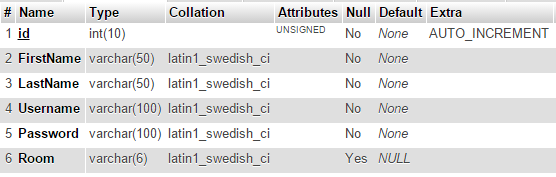 # Name Type Collation Attributes Null Default Extra
1 id int(10) UNSIGNED No None AUTO_INCREMENT
2 FirstName varchar(50) latin1_swedish_ci No None
3 LastName varchar(50) latin1_swedish_ci No None
4 Username varchar(100) latin1_swedish_ci No None
5 Password varchar(100) latin1_swedish_ci No None
6 Room varchar(6) latin1_swedish_ci Yes NULL